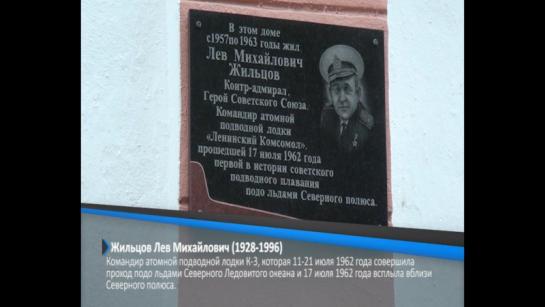 В этом доме
с 1957 по 1963 годы жил
Лев Михайлович
Жильцов
Контр-адмирал,
Герой Советского Союза.
Командир атомной
подводной лодки
«Ленинский Комсомол»,
прошедшей 17 июля 1962 года
первой в истории советского
подводного плавания
подо льдами Северного полюса.
Жильцов Лев Михайлович (1928-1996)
Командир атомной подводной лодки К-3, которая 11-21 июля 1962 года совершила
проход подо льдами Северного Ледовитого океана и 17 июля 1962 года всплыла вблизи
Северного полюса.